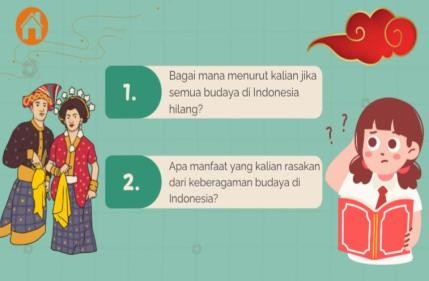 1.
Bagai mana menurut kalian jika
semua budaya di Indonesia
hilang?
? ?
2.
Apa manfaat yang kalian rasakan
dari keberagaman budaya di
Indonesia?